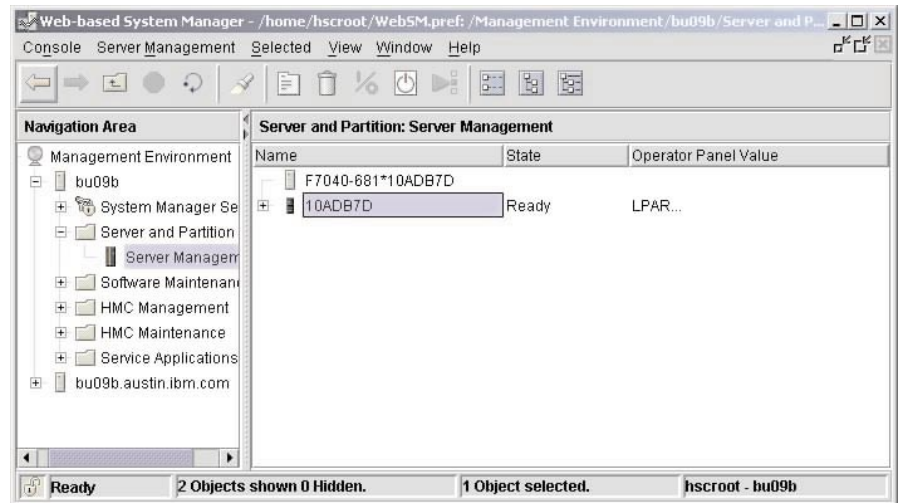 Web-based System Manager - /home/hscroot/WebSM.pref: /Management Environment/bu09b/Server and P...
Console Server Management Selected View Window Help
Navigation Area
Server and Partition: Server Management
Management Environment
bu09b
System Manager Se
Server and Partition
Server Managem
Software Maintenan
HMC Management
HMC Maintenance
Service Applications
bu09b.austin.ibm.com
Name State Operator Panel Value
F7040-681*10ADB7D
10ADB7D Ready LPAR...
Ready 2 Objects shown 0 Hidden. 1 Object selected. hscroot - bu09b